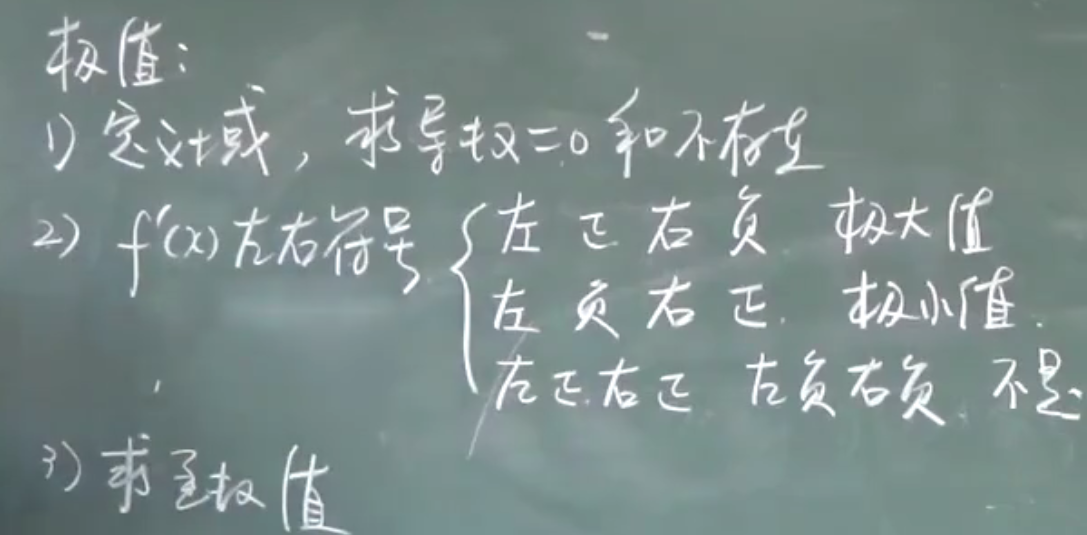 极值：
1) 定义域，求导数=0 和不存在
2) f'(x)左右符号 { 左正右负 极大值
左负右正. 极小值.
左正右正 左负右负 不是
3) 求极值